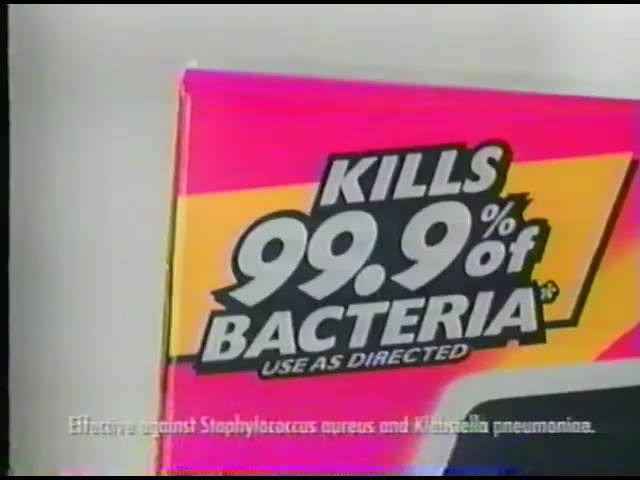 KILLS
99.9% of
BACTERIA*
USE AS DIRECTED
Effective against Staphylococcus aureus and Klebsiella pneumoniae.